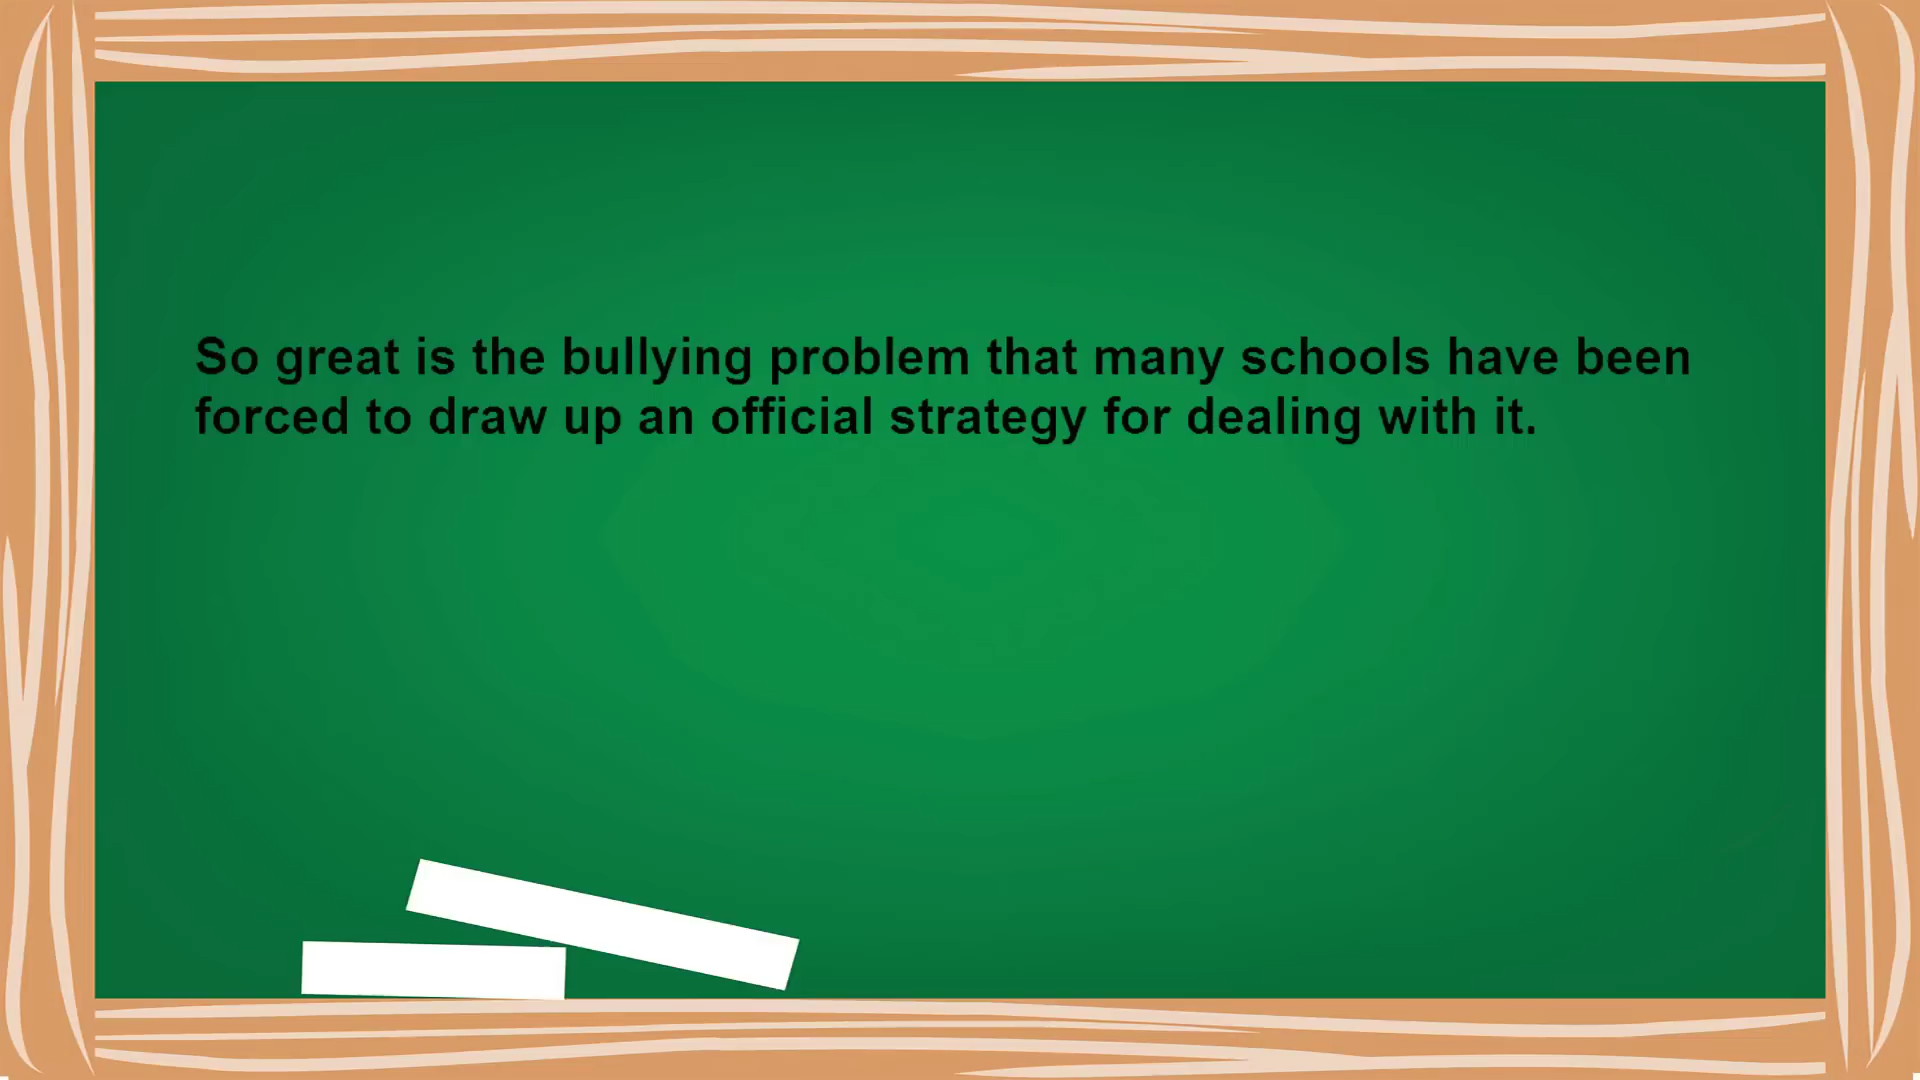 So great is the bullying problem that many schools have been
forced to draw up an official strategy for dealing with it.